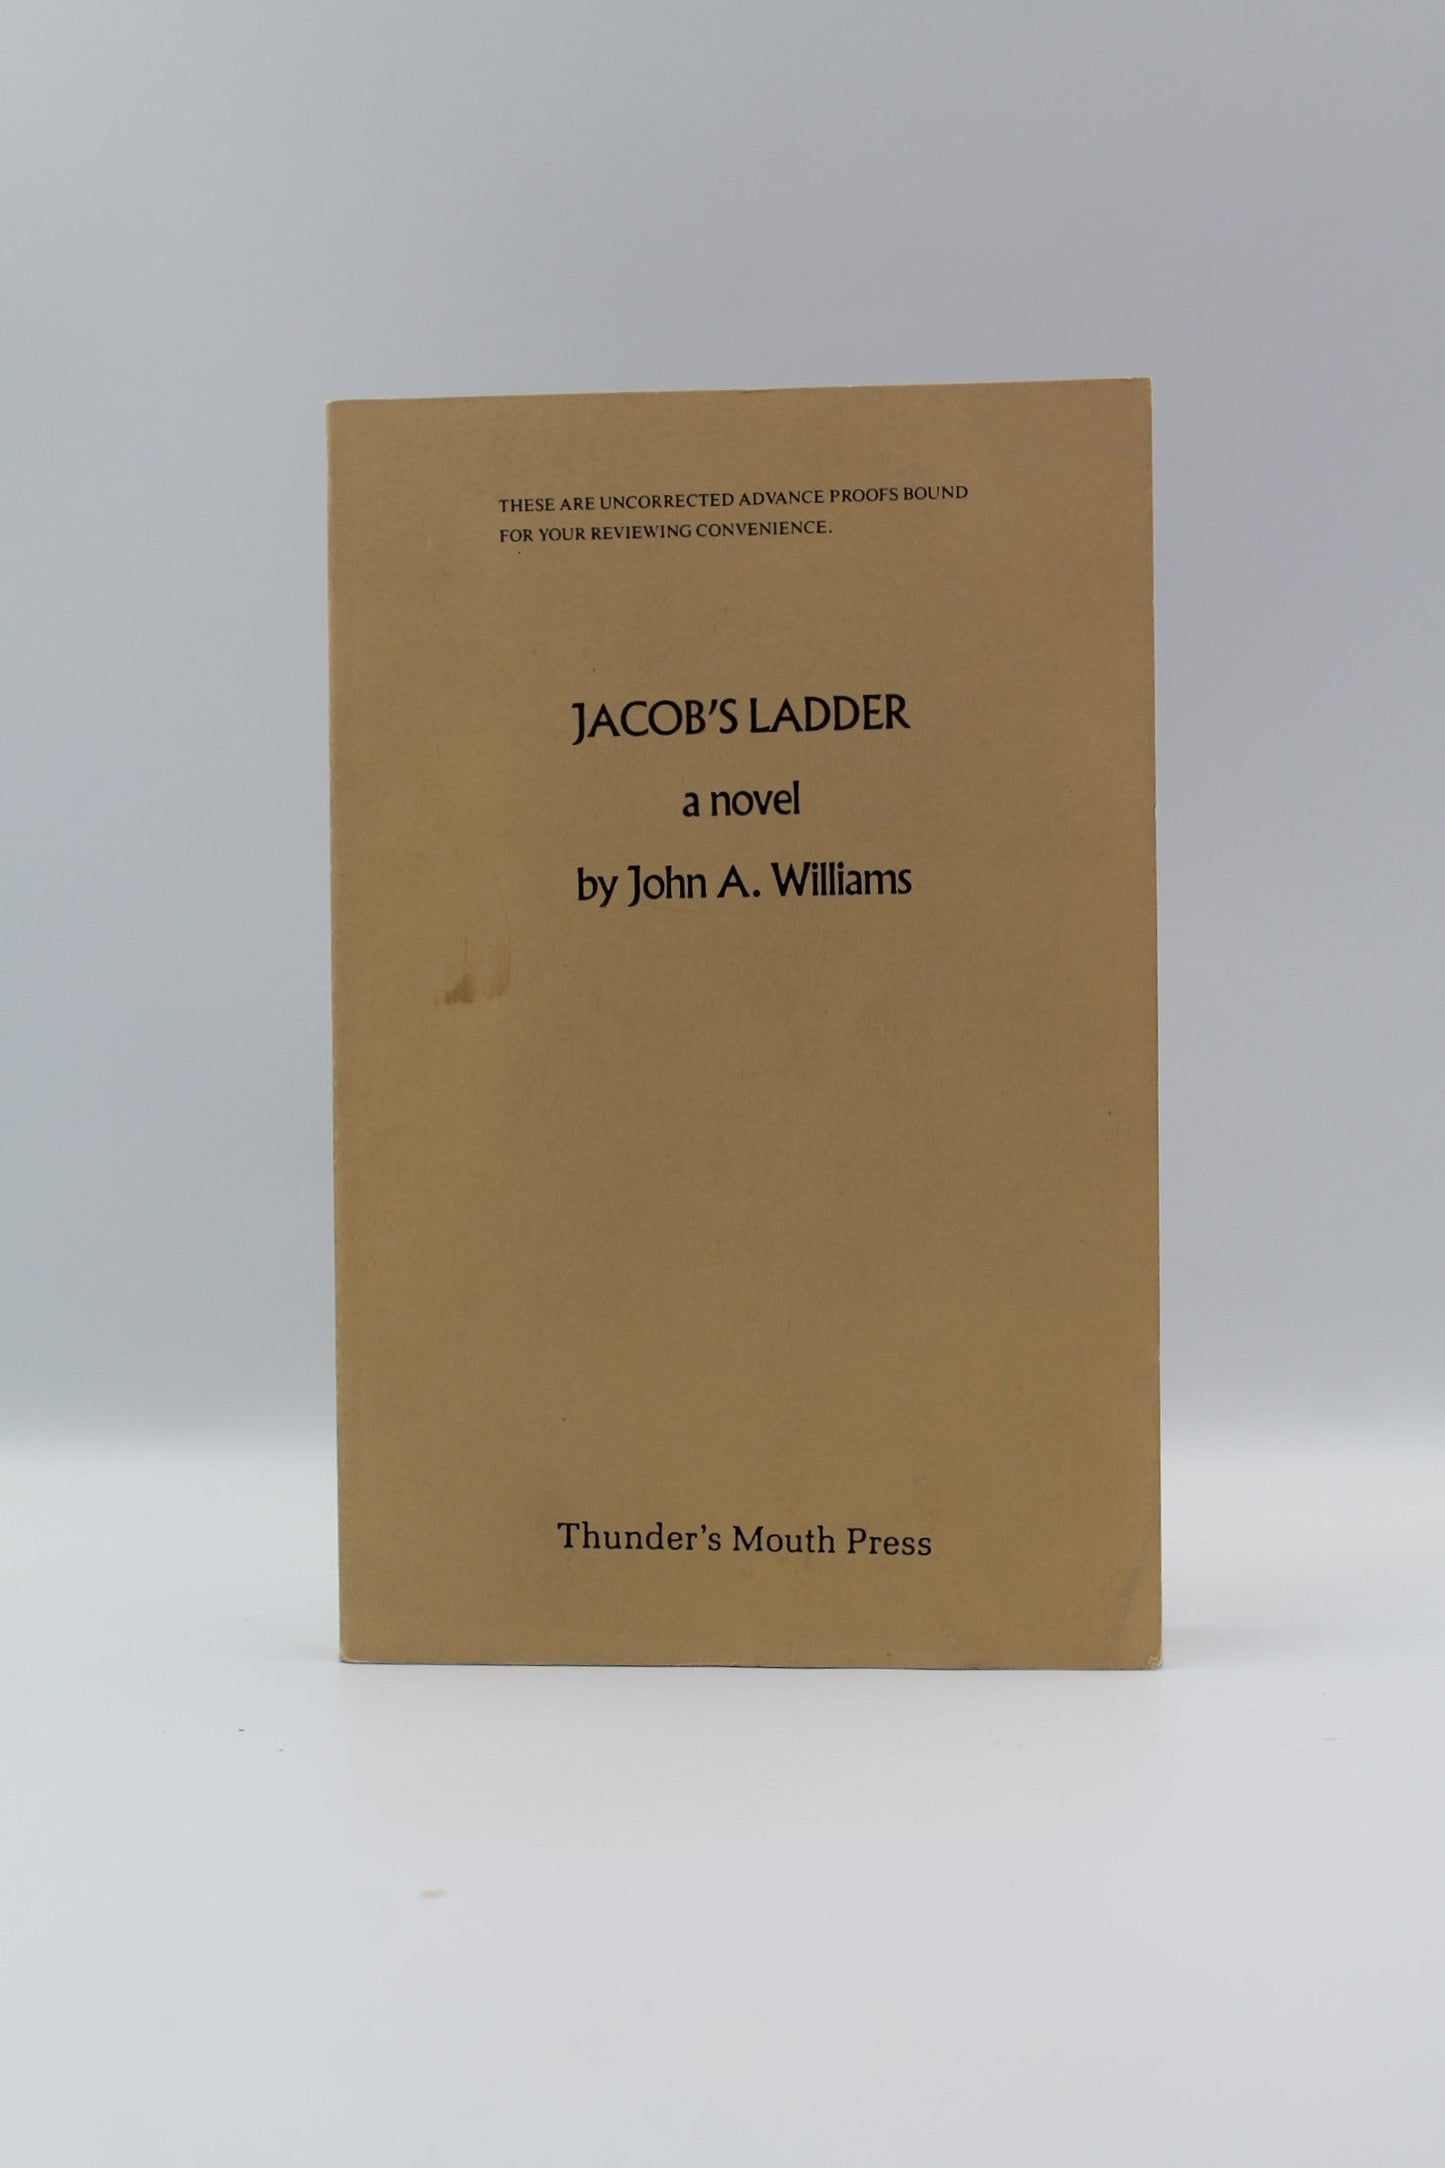 THESE ARE UNCORRECTED ADVANCE PROOFS BOUND
FOR YOUR REVIEWING CONVENIENCE.
JACOB'S LADDER
a novel
by John A. Williams
Thunder's Mouth Press